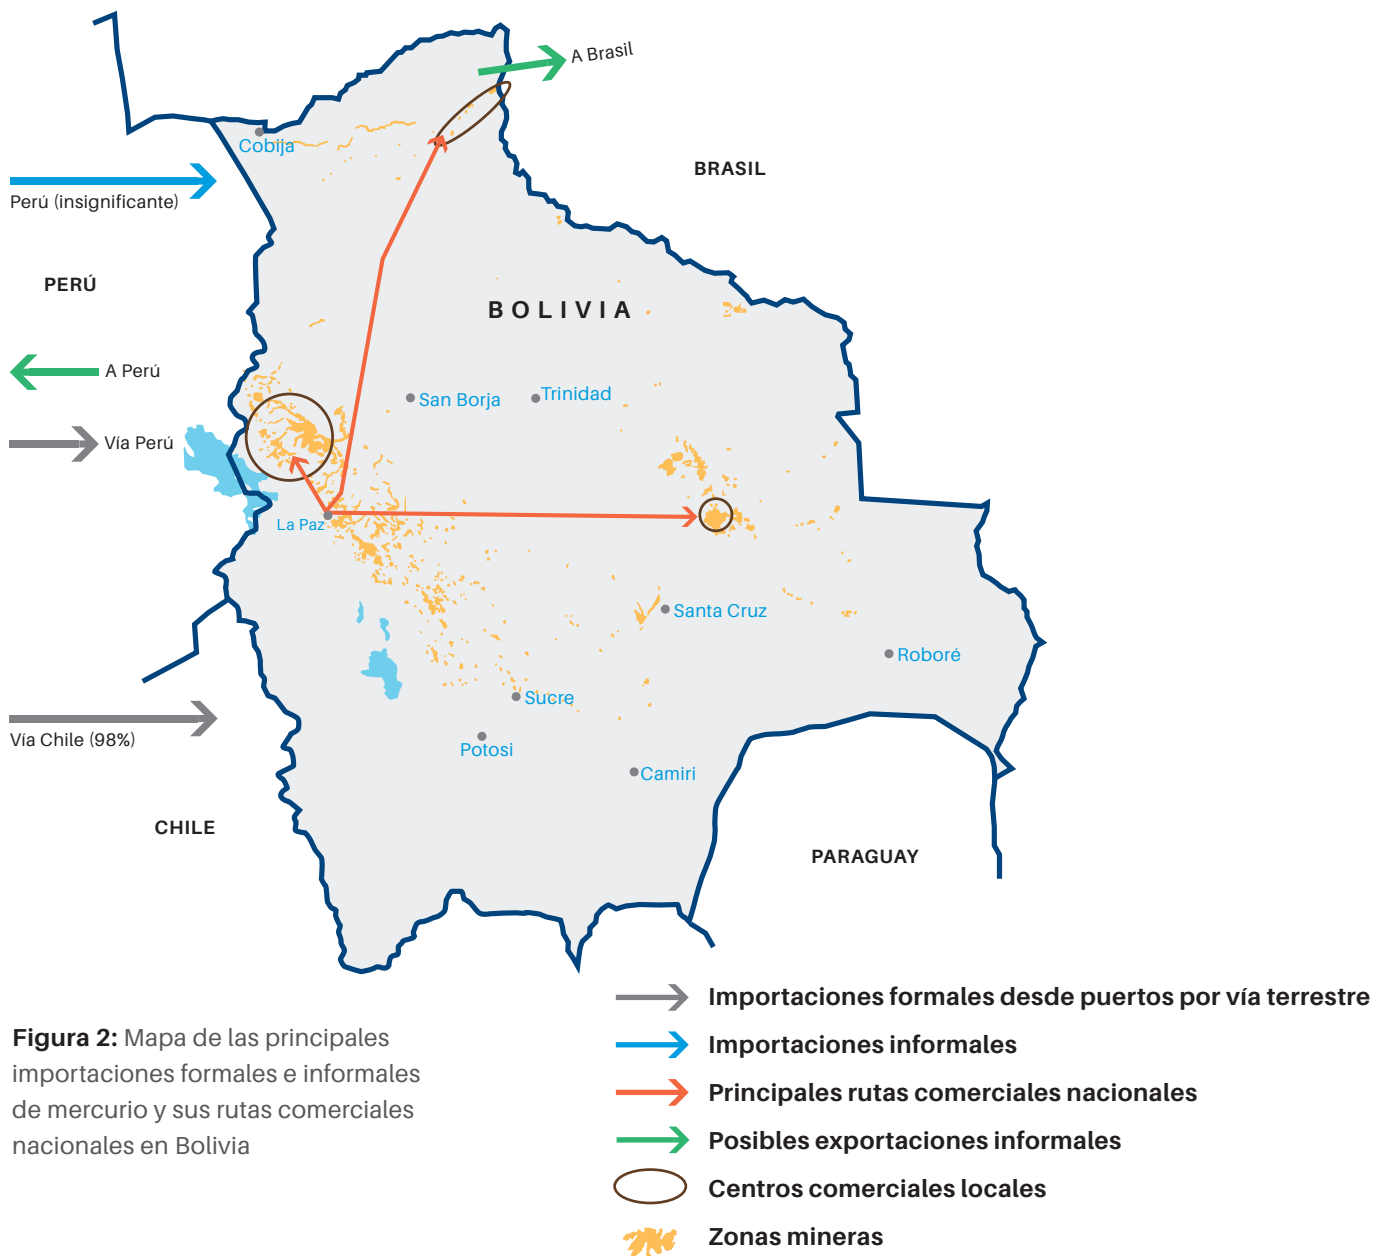 A Brasil
Cobija
BRASIL
Perú (insignificante)
PERÚ
BOLIVIA
A Perú
San Borja
Trinidad
Vía Perú
La Paz
Santa Cruz
Roboré
Sucre
Vía Chile (98%)
Potosi
Camiri
CHILE
PARAGUAY
Importaciones formales desde puertos por vía terrestre
Importaciones informales
Principales rutas comerciales nacionales
Posibles exportaciones informales
Centros comerciales locales
Zonas mineras
Figura 2: Mapa de las principales
importaciones formales e informales
de mercurio y sus rutas comerciales
nacionales en Bolivia